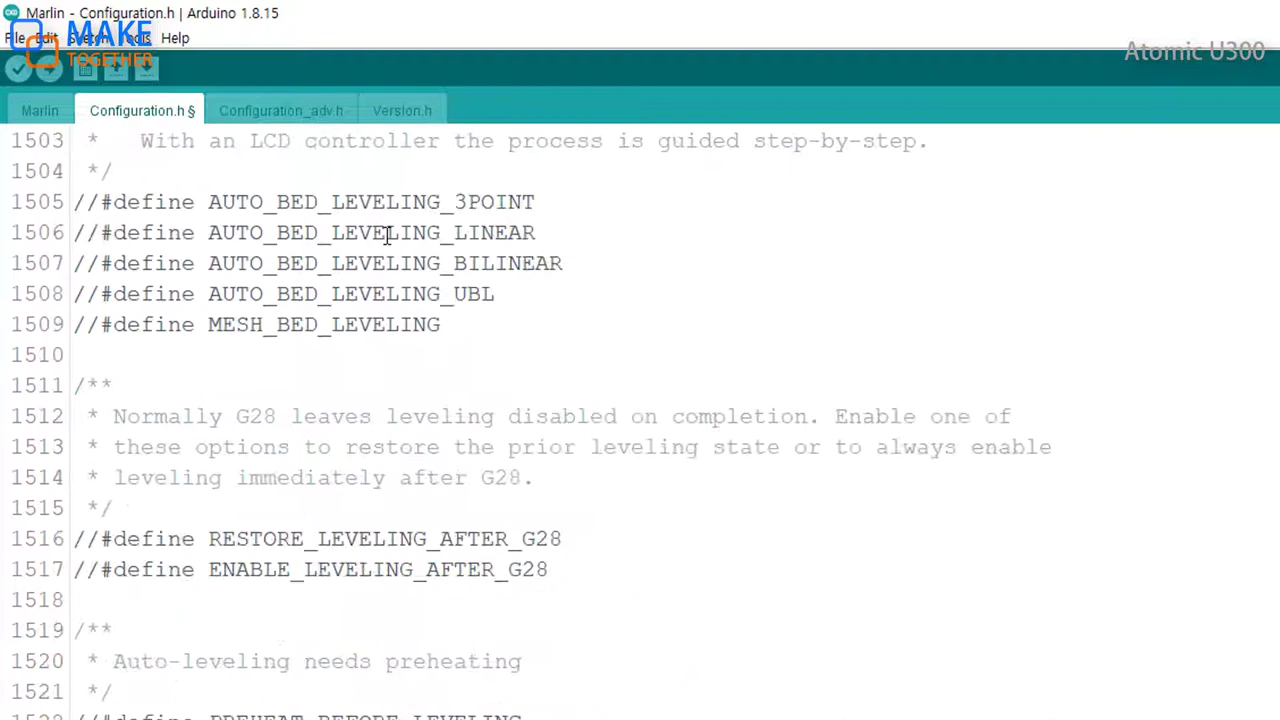 Marlin - Configuration.h | Arduino 1.8.15
File Edit Sketch Tools Help
MAKE
TOGETHER
Atomic U300
Marlin Configuration.h § Configuration_adv.h Version.h
1503 * With an LCD controller the process is guided step-by-step.
1504 */
1505 //#define AUTO_BED_LEVELING_3POINT
1506 //#define AUTO_BED_LEVELING_LINEAR
1507 //#define AUTO_BED_LEVELING_BILINEAR
1508 //#define AUTO_BED_LEVELING_UBL
1509 //#define MESH_BED_LEVELING
1510
1511 /**
1512 * Normally G28 leaves leveling disabled on completion. Enable one of
1513 * these options to restore the prior leveling state or to always enable
1514 * leveling immediately after G28.
1515 */
1516 //#define RESTORE_LEVELING_AFTER_G28
1517 //#define ENABLE_LEVELING_AFTER_G28
1518
1519 /**
1520 * Auto-leveling needs preheating
1521 */
1522 //#define PREHEAT_BEFORE_LEVELING